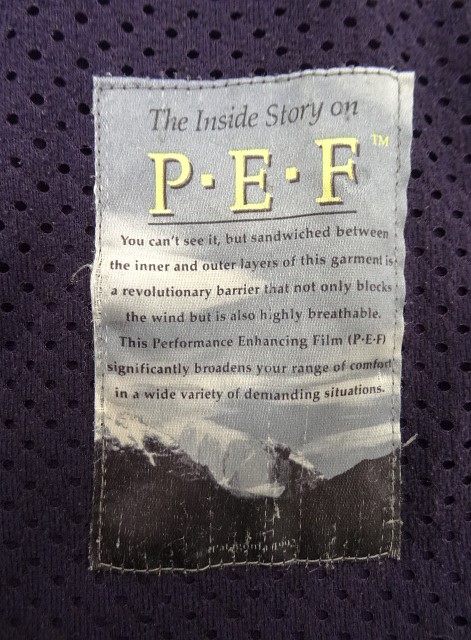 The Inside Story on
P·E·F™
You can't see it, but sandwiched between
the inner and outer layers of this garment is
a revolutionary barrier that not only blocks
the wind but is also highly breathable.
This Performance Enhancing Film (P·E·F)
significantly broadens your range of comfort
in a wide variety of demanding situations.